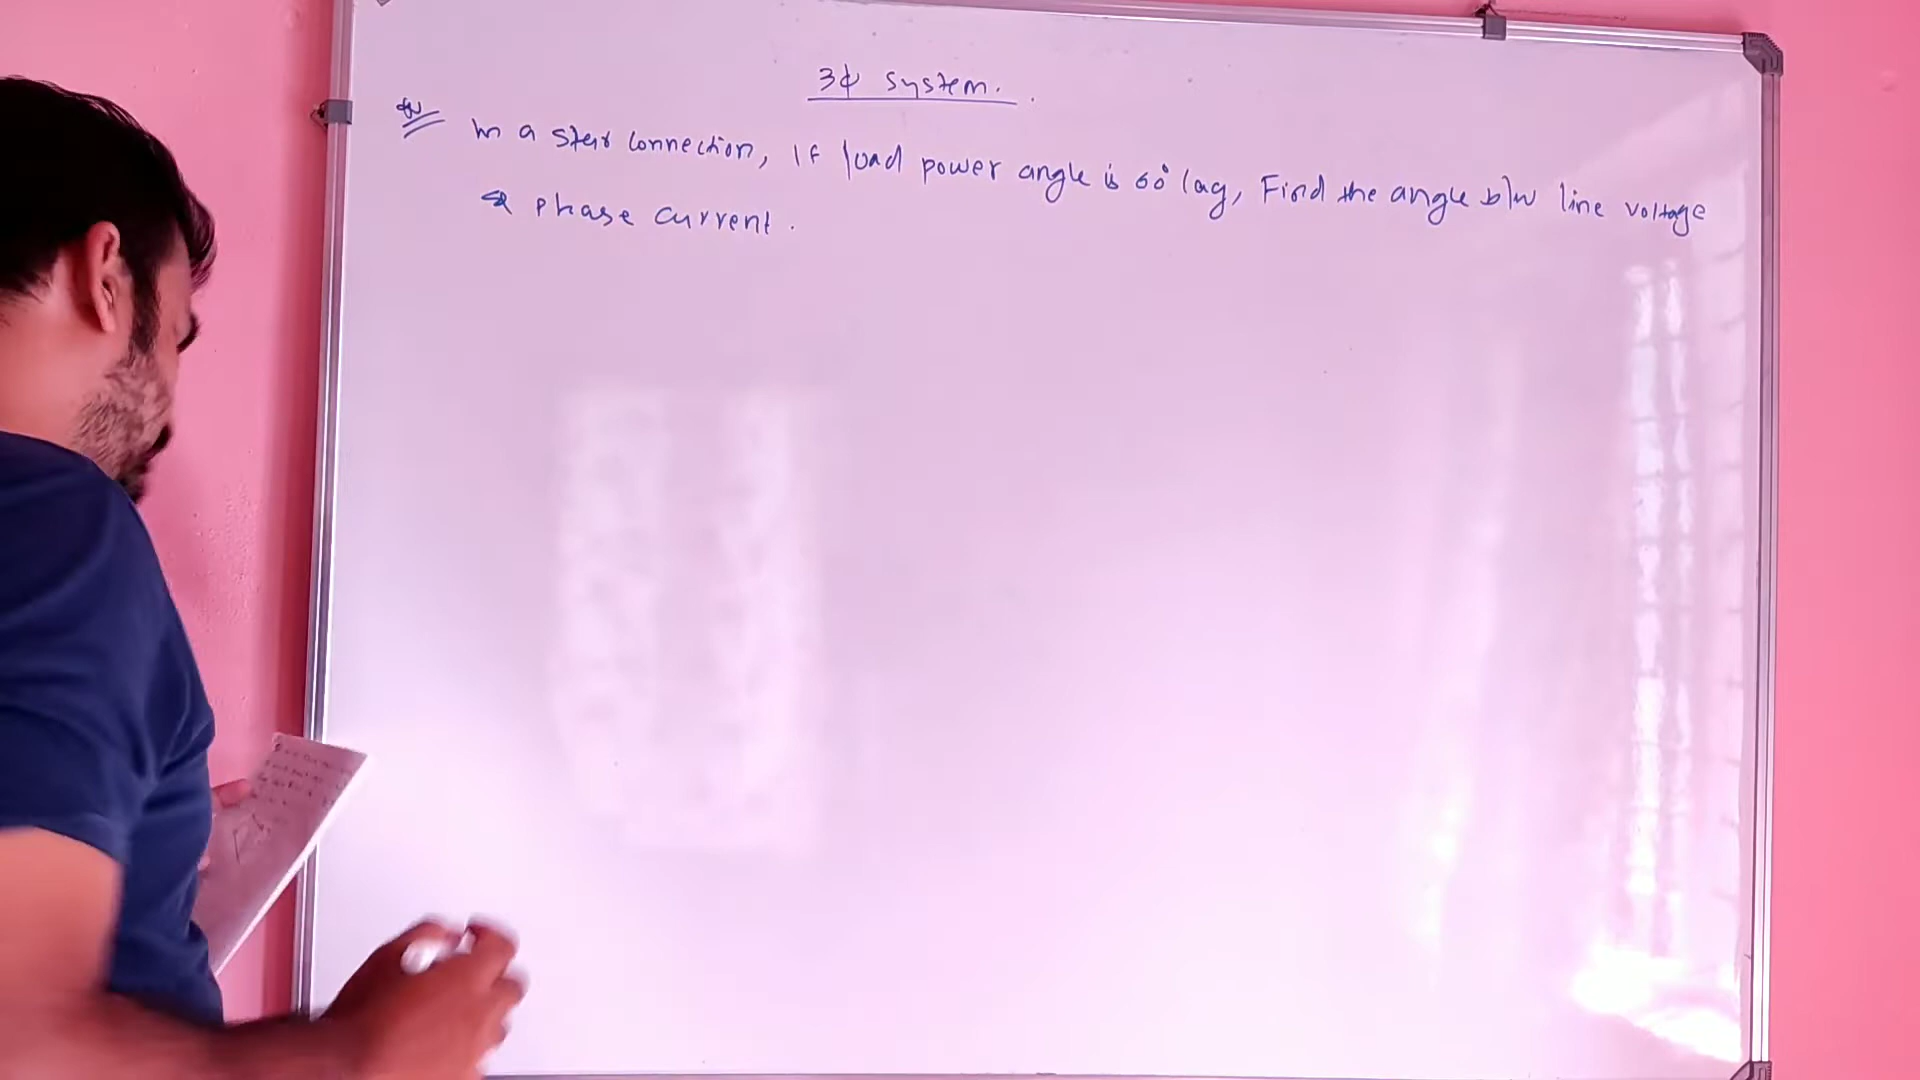 3ϕ system.
Q In a star connection, If load power angle is 60° lag, Find the angle b/w line voltage
& phase current.